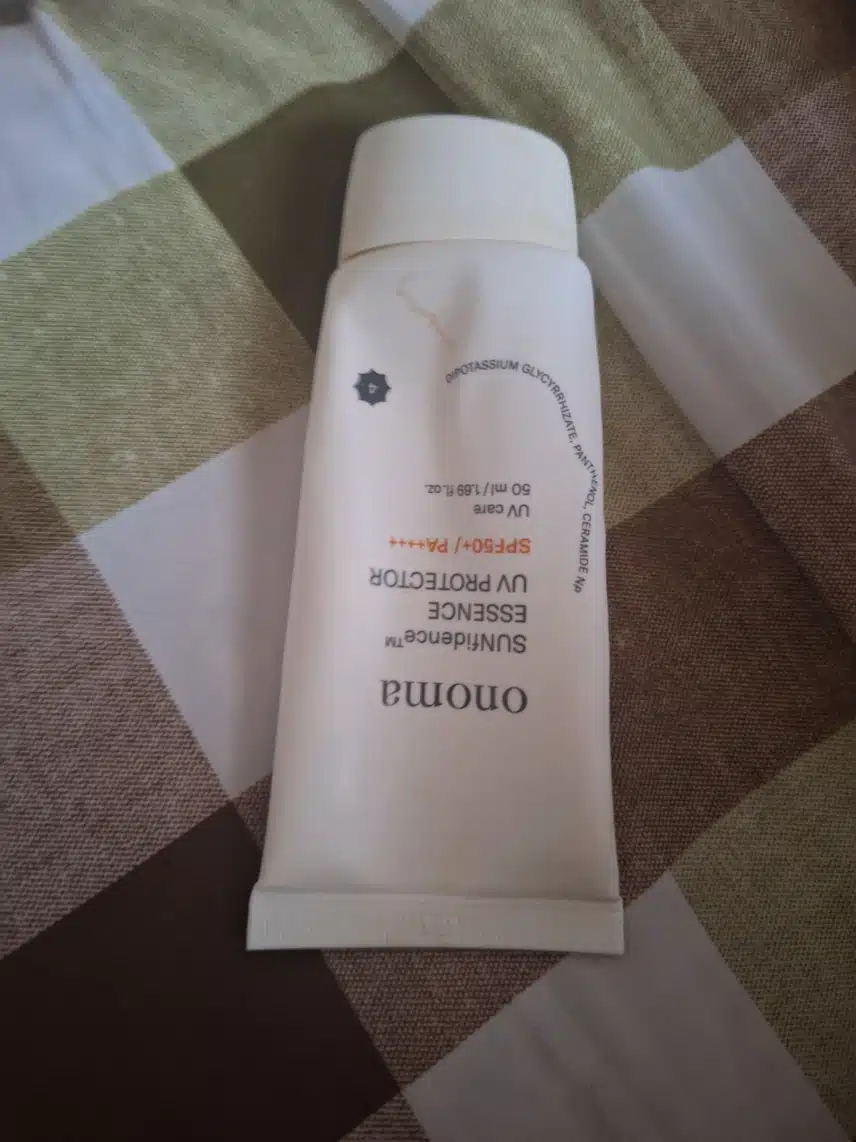 onoma
SUNfidence™
ESSENCE
UV PROTECTOR
SPF50+/ PA++++
UV care
50 ml / 1.69 fl.oz.
DIPOTASSIUM GLYCYRRHIZATE, PANTHENOL, CERAMIDE Np
4